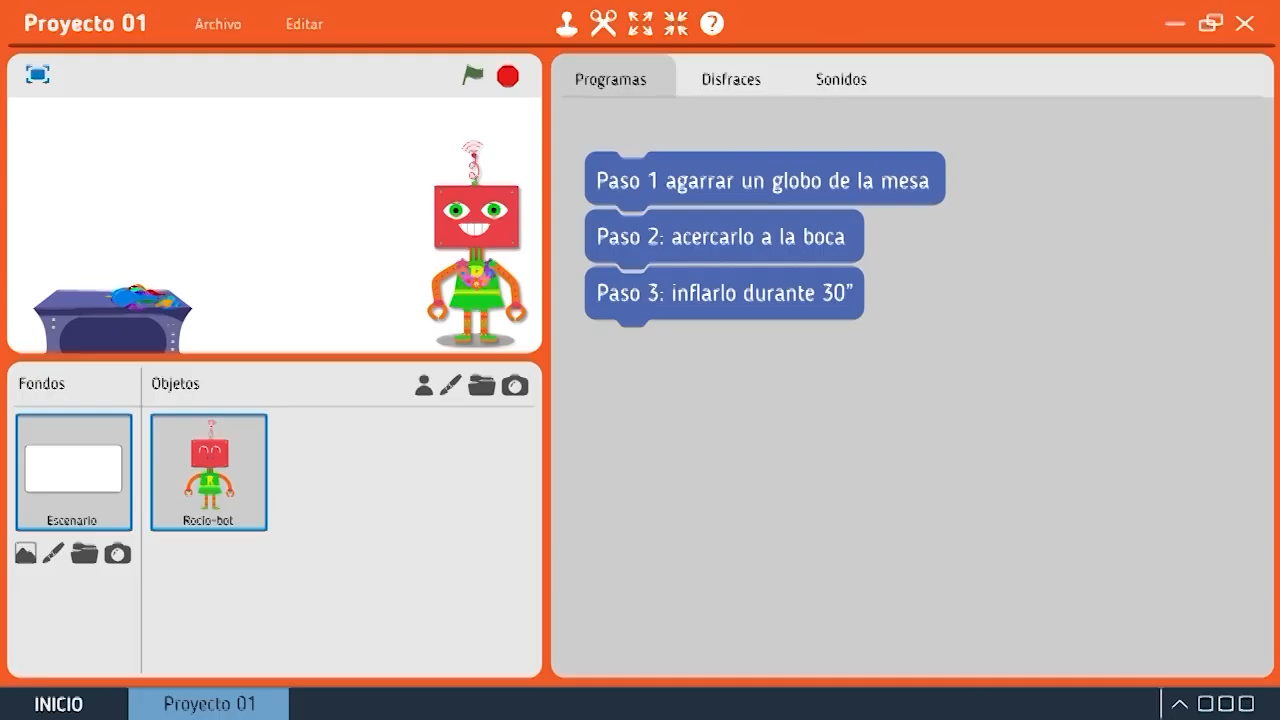 Proyecto 01
Archivo
Editar
?
Programas
Disfraces
Sonidos
Paso 1 agarrar un globo de la mesa
Paso 2: acercarlo a la boca
Paso 3: inflarlo durante 30”
Fondos
Objetos
Escenario
Rocio-bot
INICIO
Proyecto 01